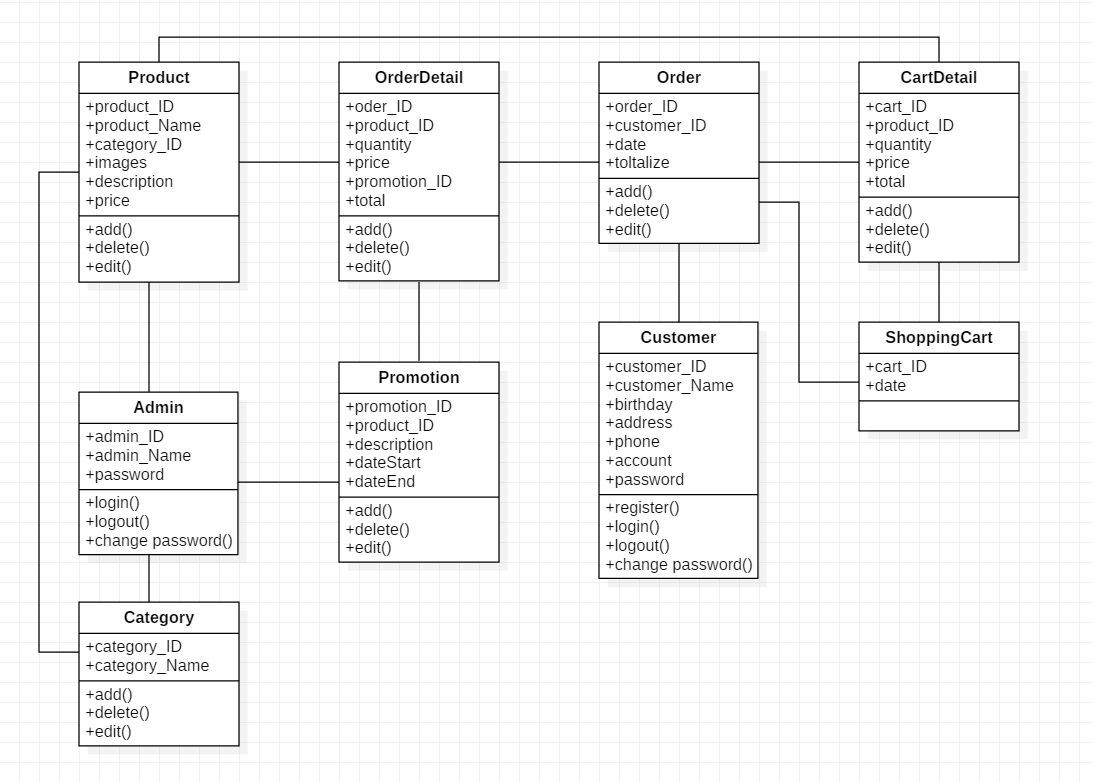 Product
+product_ID
+product_Name
+category_ID
+images
+description
+price
+add()
+delete()
+edit()
OrderDetail
+oder_ID
+product_ID
+quantity
+price
+promotion_ID
+total
+add()
+delete()
+edit()
Order
+order_ID
+customer_ID
+date
+toltalize
+add()
+delete()
+edit()
CartDetail
+cart_ID
+product_ID
+quantity
+price
+total
+add()
+delete()
+edit()
Admin
+admin_ID
+admin_Name
+password
+login()
+logout()
+change password()
Promotion
+promotion_ID
+product_ID
+description
+dateStart
+dateEnd
+add()
+delete()
+edit()
Customer
+customer_ID
+customer_Name
+birthday
+address
+phone
+account
+password
+register()
+login()
+logout()
+change password()
ShoppingCart
+cart_ID
+date
Category
+category_ID
+category_Name
+add()
+delete()
+edit()